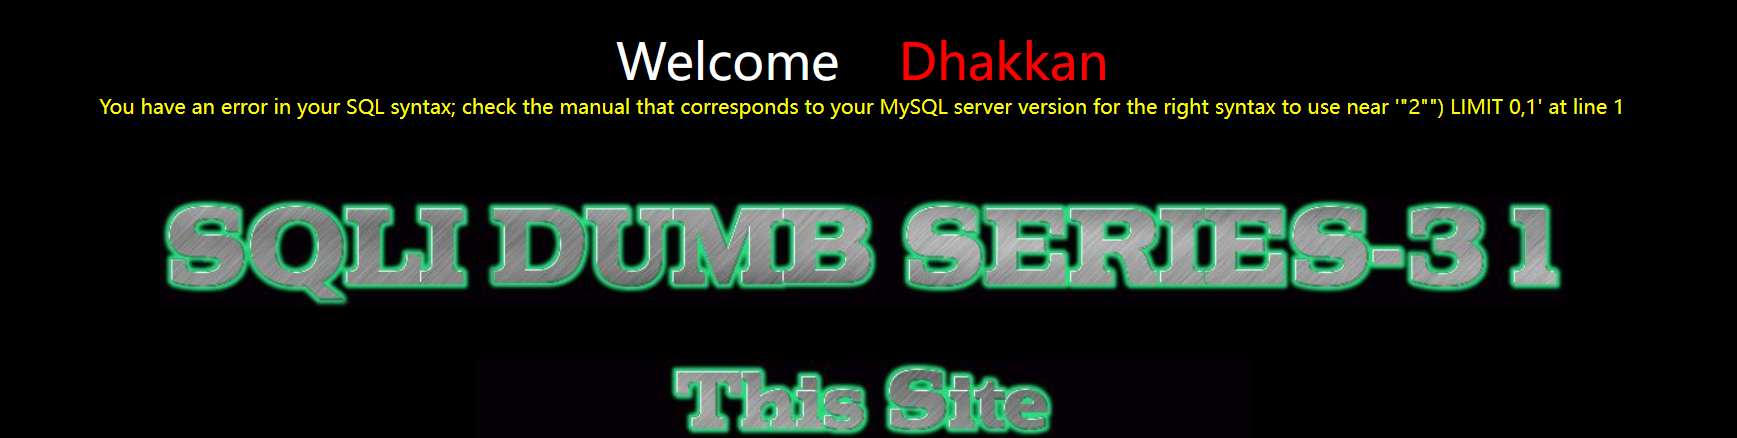 Welcome Dhakkan
You have an error in your SQL syntax; check the manual that corresponds to your MySQL server version for the right syntax to use near '"2"") LIMIT 0,1' at line 1
SQLI DUMB SERIES-31
This Site